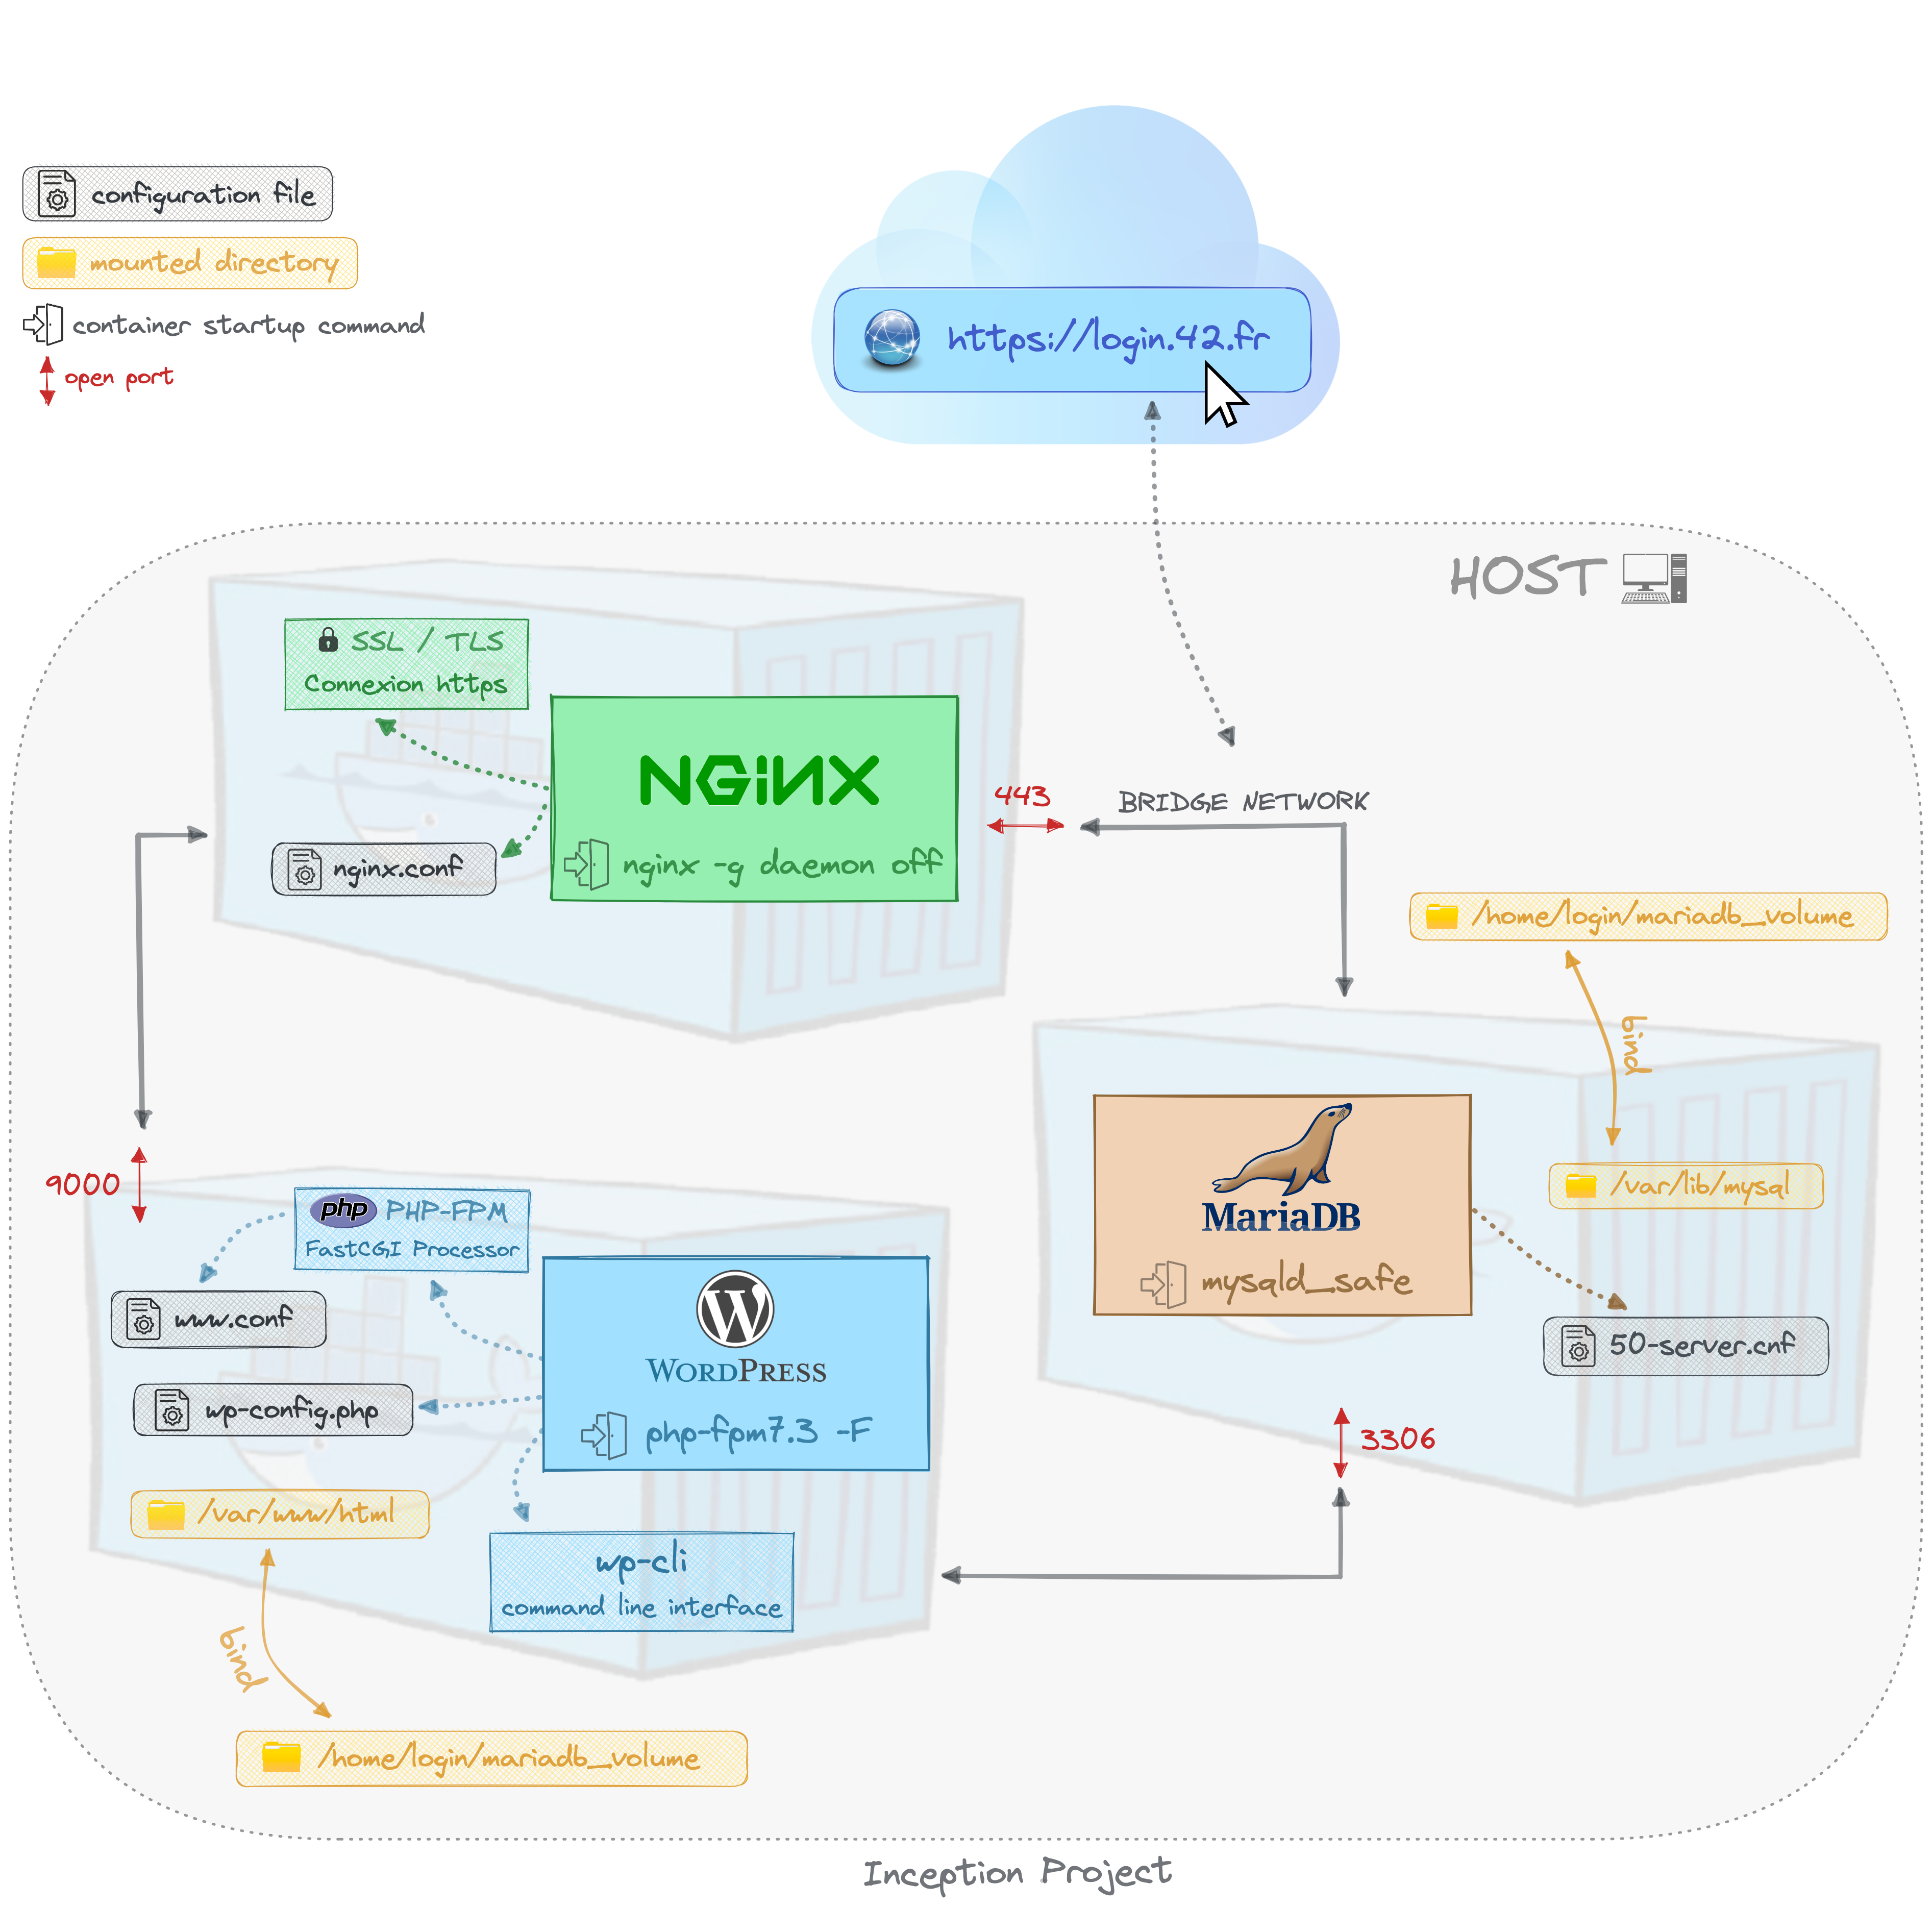 configuration file
mounted directory
container startup command
open port
https://login.42.fr
HOST
SSL / TLS
Connexion https
NGiNX
nginx -g daemon off
nginx.conf
443
BRIDGE NETWORK
/home/login/mariadb_volume
bind
MariaDB
mysqld_safe
/var/lib/mysql
50-server.cnf
3306
9000
php PHP-FPM
FastCGI Processor
www.conf
WORDPRESS
php-fpm7.3 -F
wp-config.php
/var/www/html
wp-cli
command line interface
bind
/home/login/mariadb_volume
Inception Project